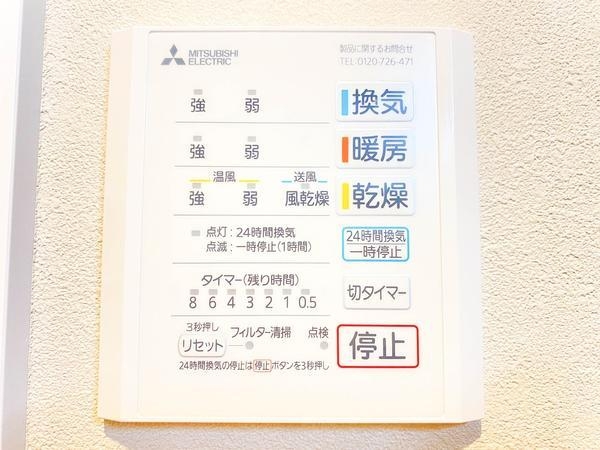 MITSUBISHI
ELECTRIC
製品に関するお問合せ
TEL:0120-726-471
強 弱 換気
強 弱 暖房
温風 送風
強 弱 風乾燥 乾燥
点灯:24時間換気
点滅:一時停止(1時間)
24時間換気
一時停止
タイマー(残り時間)
8 6 4 3 2 1 0.5
切タイマー
3秒押し
リセット フィルター清掃 点検
停止
24時間換気の停止は停止ボタンを3秒押し